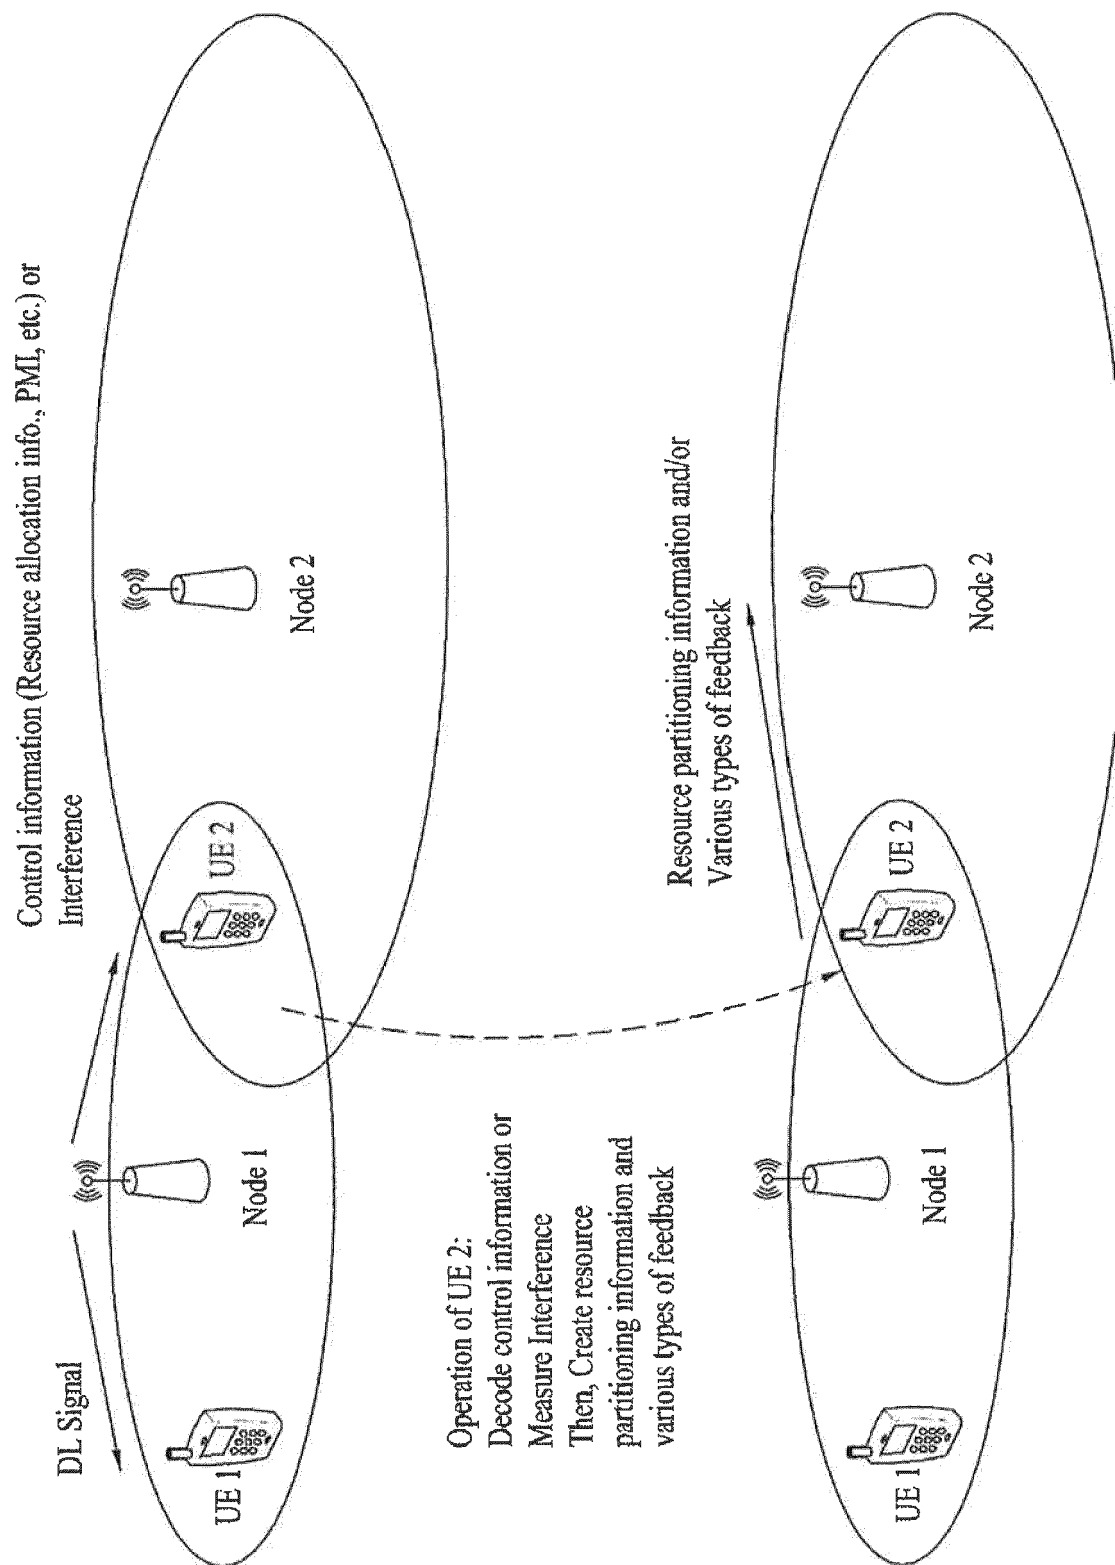 Control information (Resource allocation info., PMI, etc.) or
Interference
DL Signal
UE 1
Node 1
UE 2
Node 2
Operation of UE 2:
Decode control information or
Measure Interference
Then, Create resource
partitioning information and
various types of feedback
Resource partitioning information and/or
Various types of feedback
UE 1
Node 1
UE 2
Node 2